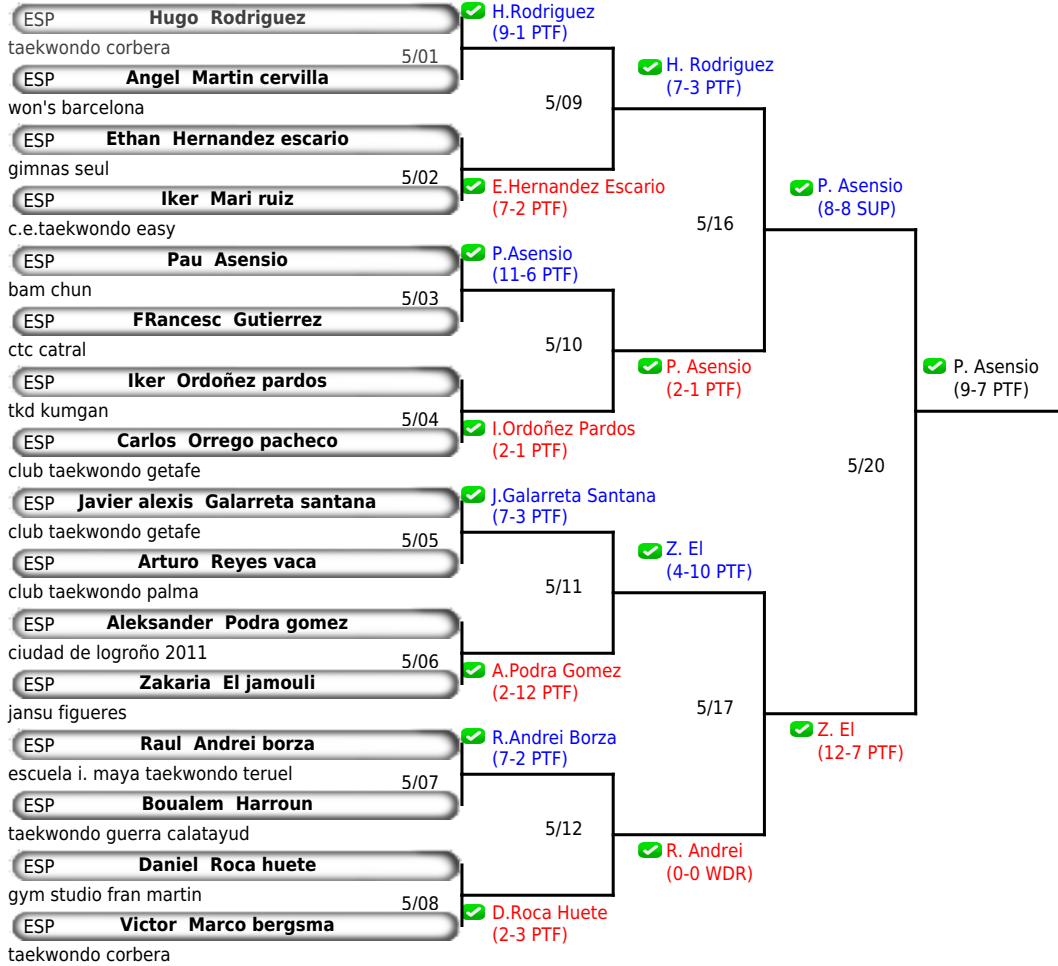 ESP Hugo Rodriguez
taekwondo corbera
5/01
ESP Angel Martin cervilla
won's barcelona
ESP Ethan Hernandez escario
gimnas seul
5/02
ESP Iker Mari ruiz
c.e.taekwondo easy
ESP Pau Asensio
bam chun
5/03
ESP FRancesc Gutierrez
ctc catral
ESP Iker Ordoñez pardos
tkd kumgan
5/04
ESP Carlos Orrego pacheco
club taekwondo getafe
ESP Javier alexis Galarreta santana
club taekwondo getafe
5/05
ESP Arturo Reyes vaca
club taekwondo palma
ESP Aleksander Podra gomez
ciudad de logroño 2011
5/06
ESP Zakaria El jamouli
jansu figueres
ESP Raul Andrei borza
escuela i. maya taekwondo teruel
5/07
ESP Boualem Harroun
taekwondo guerra calatayud
ESP Daniel Roca huete
gym studio fran martin
5/08
ESP Victor Marco bergsma
taekwondo corbera
H.Rodriguez
(9-1 PTF)
5/09
E.Hernandez Escario
(7-2 PTF)
P.Asensio
(11-6 PTF)
5/10
I.Ordoñez Pardos
(2-1 PTF)
J.Galarreta Santana
(7-3 PTF)
5/11
A.Podra Gomez
(2-12 PTF)
R.Andrei Borza
(7-2 PTF)
5/12
D.Roca Huete
(2-3 PTF)
H. Rodriguez
(7-3 PTF)
5/16
P. Asensio
(2-1 PTF)
Z. El
(4-10 PTF)
5/17
R. Andrei
(0-0 WDR)
P. Asensio
(8-8 SUP)
5/20
Z. El
(12-7 PTF)
P. Asensio
(9-7 PTF)